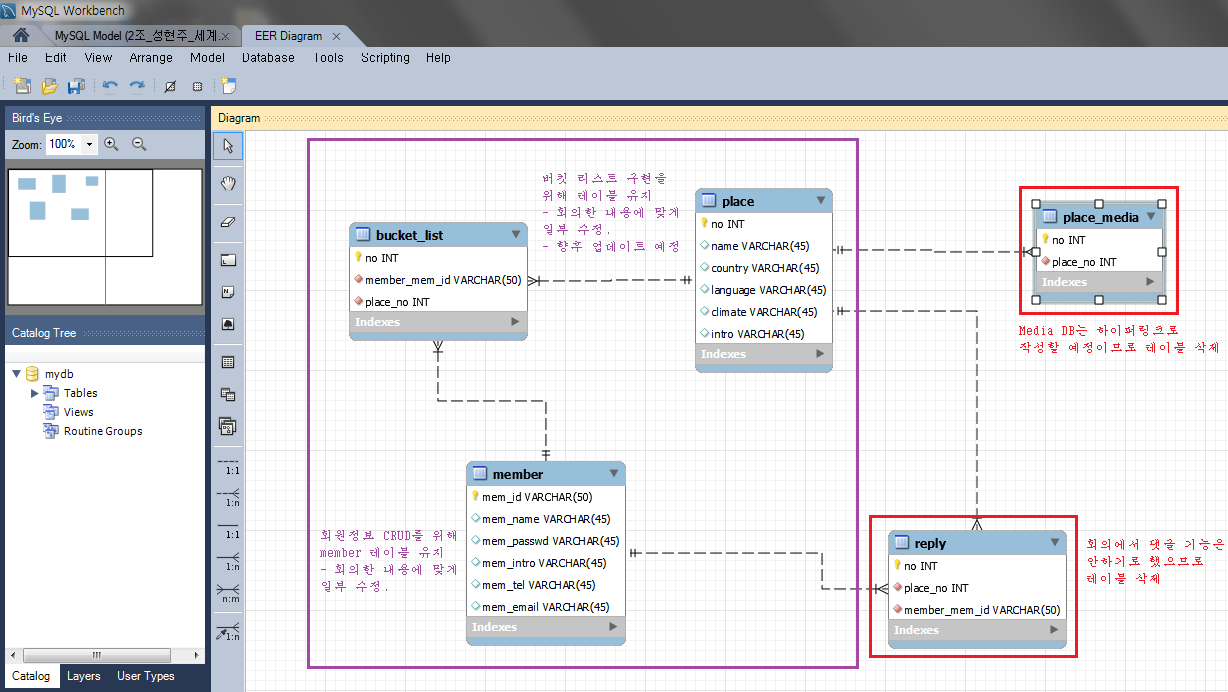 MySQL Workbench
MySQL Model (2조_성현주_세계.
EER Diagram
File Edit View Arrange Model Database Tools Scripting Help
Bird's Eye
Zoom: 100%
Catalog Tree
mydb
Tables
Views
Routine Groups
Catalog Layers User Types
Diagram
1:1
1:n
1:1
1:n
n:m
1:n
버킷 리스트 구현을
위해 테이블 유지
- 회의한 내용에 맞게
일부 수정.
- 향후 업데이트 예정
bucket_list
no INT
member_mem_id VARCHAR(50)
place_no INT
Indexes
place
no INT
name VARCHAR(45)
country VARCHAR(45)
language VARCHAR(45)
climate VARCHAR(45)
intro VARCHAR(45)
Indexes
place_media
no INT
place_no INT
Indexes
Media DB는 하이퍼링크로
작성할 예정이므로 테이블 삭제
회원정보 CRUD를 위해
member 테이블 유지
- 회의한 내용에 맞게
일부 수정.
member
mem_id VARCHAR(50)
mem_name VARCHAR(45)
mem_passwd VARCHAR(45)
mem_intro VARCHAR(45)
mem_tel VARCHAR(45)
mem_email VARCHAR(45)
Indexes
reply
no INT
place_no INT
member_mem_id VARCHAR(50)
Indexes
회의에서 댓글 기능은
안하기로 했으므로
테이블 삭제